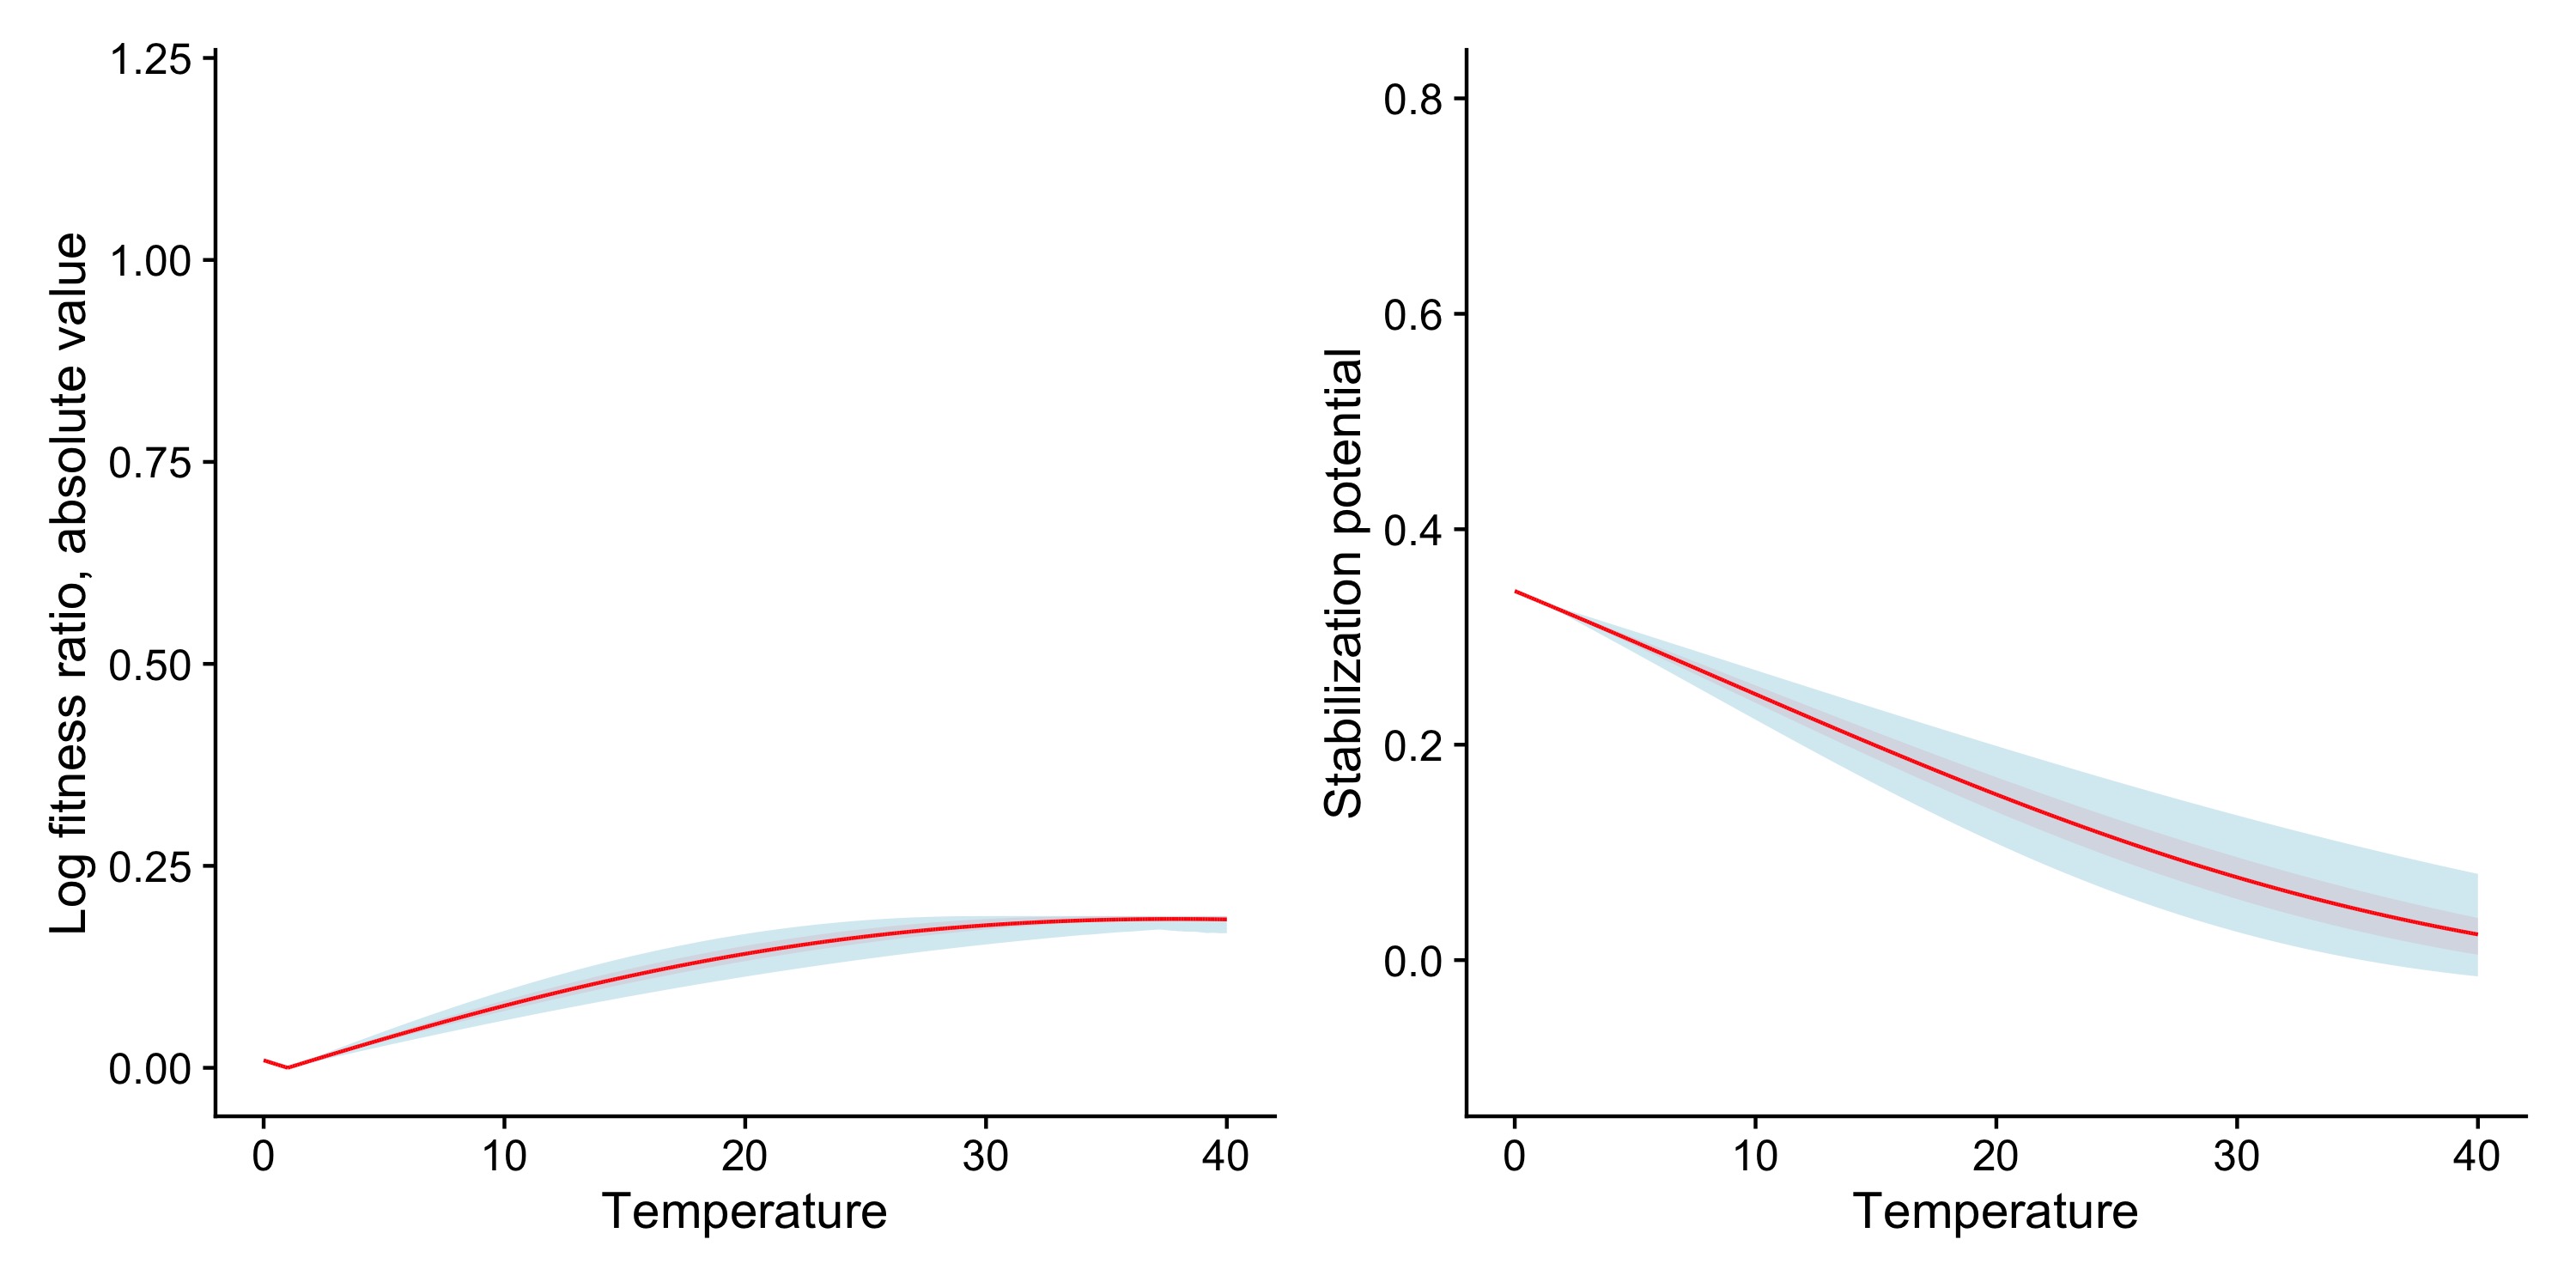 Log fitness ratio, absolute value
1.25
1.00
0.75
0.50
0.25
0.00
0 10 20 30 40
Temperature
Stabilization potential
0.8
0.6
0.4
0.2
0.0
0 10 20 30 40
Temperature